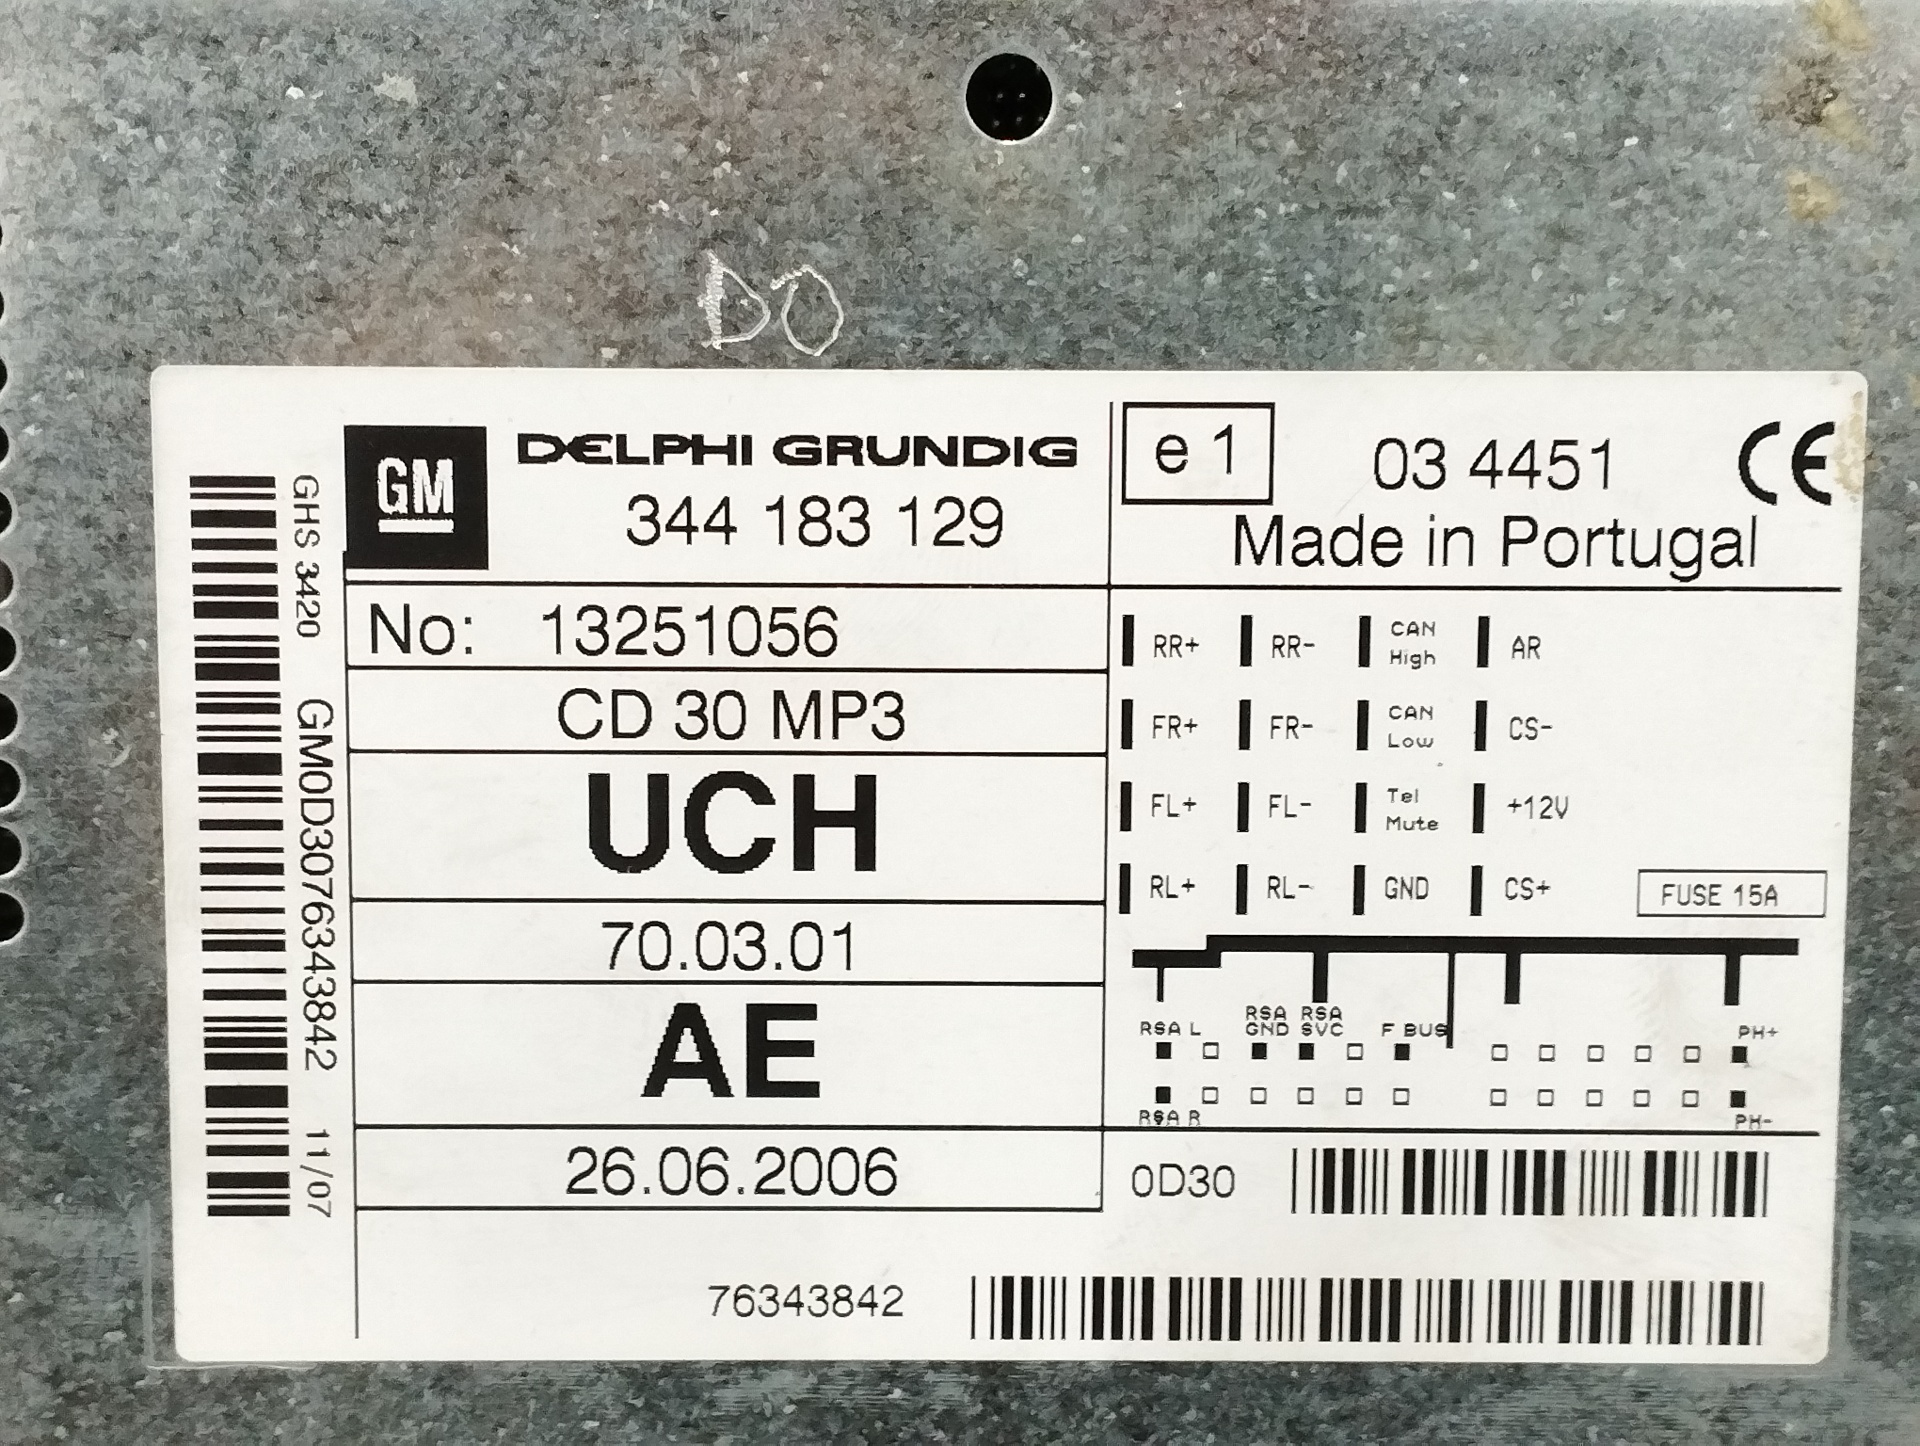 DO
GM
DELPHI GRUNDIG
344 183 129
e 1
03 4451
CE
Made in Portugal
GHS 3420
GM0D3076343842
11/07
No: 13251056
CD 30 MP3
UCH
70.03.01
AE
26.06.2006
RR+ RR- CAN High AR
FR+ FR- CAN Low CS-
FL+ FL- Tel Mute +12V
RL+ RL- GND CS+
FUSE 15A
RSA L RSA GND RSA SVC F BUS PH+
RSA R PH-
0D30
76343842